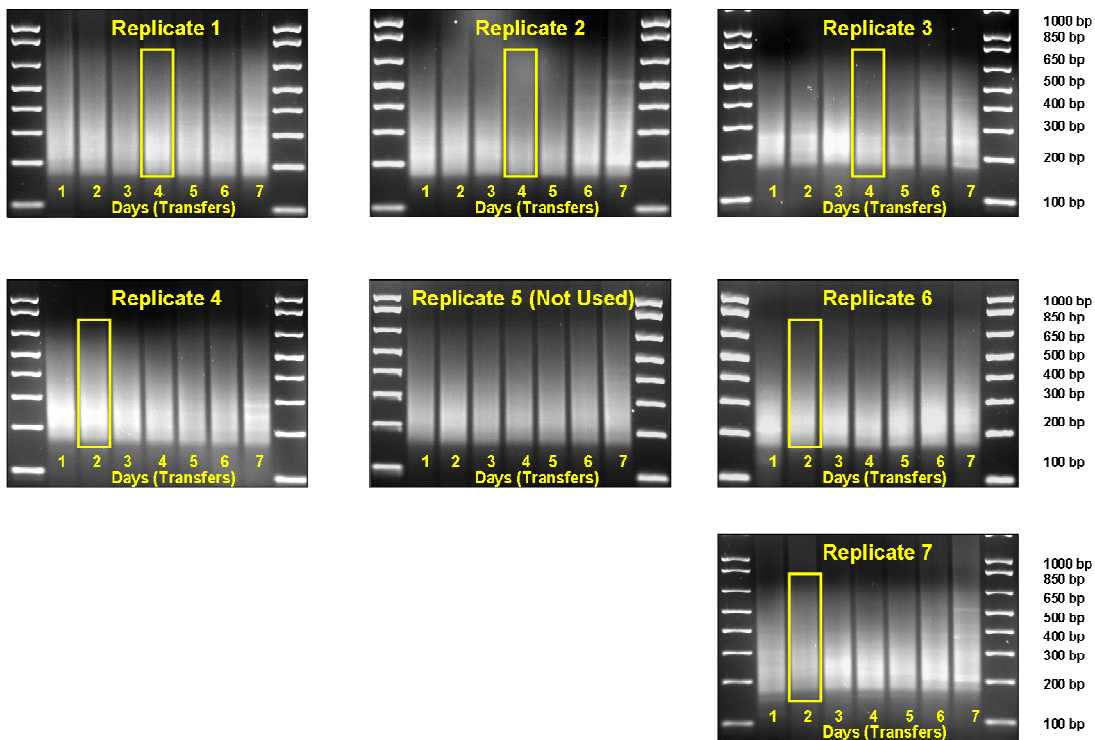 Replicate 1
1 2 3 4 5 6 7
Days (Transfers)
Replicate 2
1 2 3 4 5 6 7
Days (Transfers)
Replicate 3
1 2 3 4 5 6 7
Days (Transfers)
1000 bp
850 bp
650 bp
500 bp
400 bp
300 bp
200 bp
100 bp
Replicate 4
1 2 3 4 5 6 7
Days (Transfers)
Replicate 5 (Not Used)
1 2 3 4 5 6 7
Days (Transfers)
Replicate 6
1 2 3 4 5 6 7
Days (Transfers)
1000 bp
850 bp
650 bp
500 bp
400 bp
300 bp
200 bp
100 bp
Replicate 7
1 2 3 4 5 6 7
Days (Transfers)
1000 bp
850 bp
650 bp
500 bp
400 bp
300 bp
200 bp
100 bp